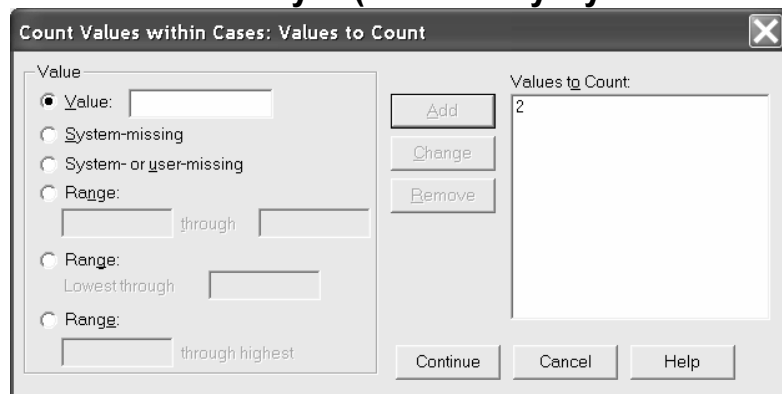 Count Values within Cases: Values to Count
Value
Value:
System-missing
System- or user-missing
Range:
through
Range:
Lowest through
Range:
through highest
Add
Change
Remove
Values to Count:
2
Continue
Cancel
Help